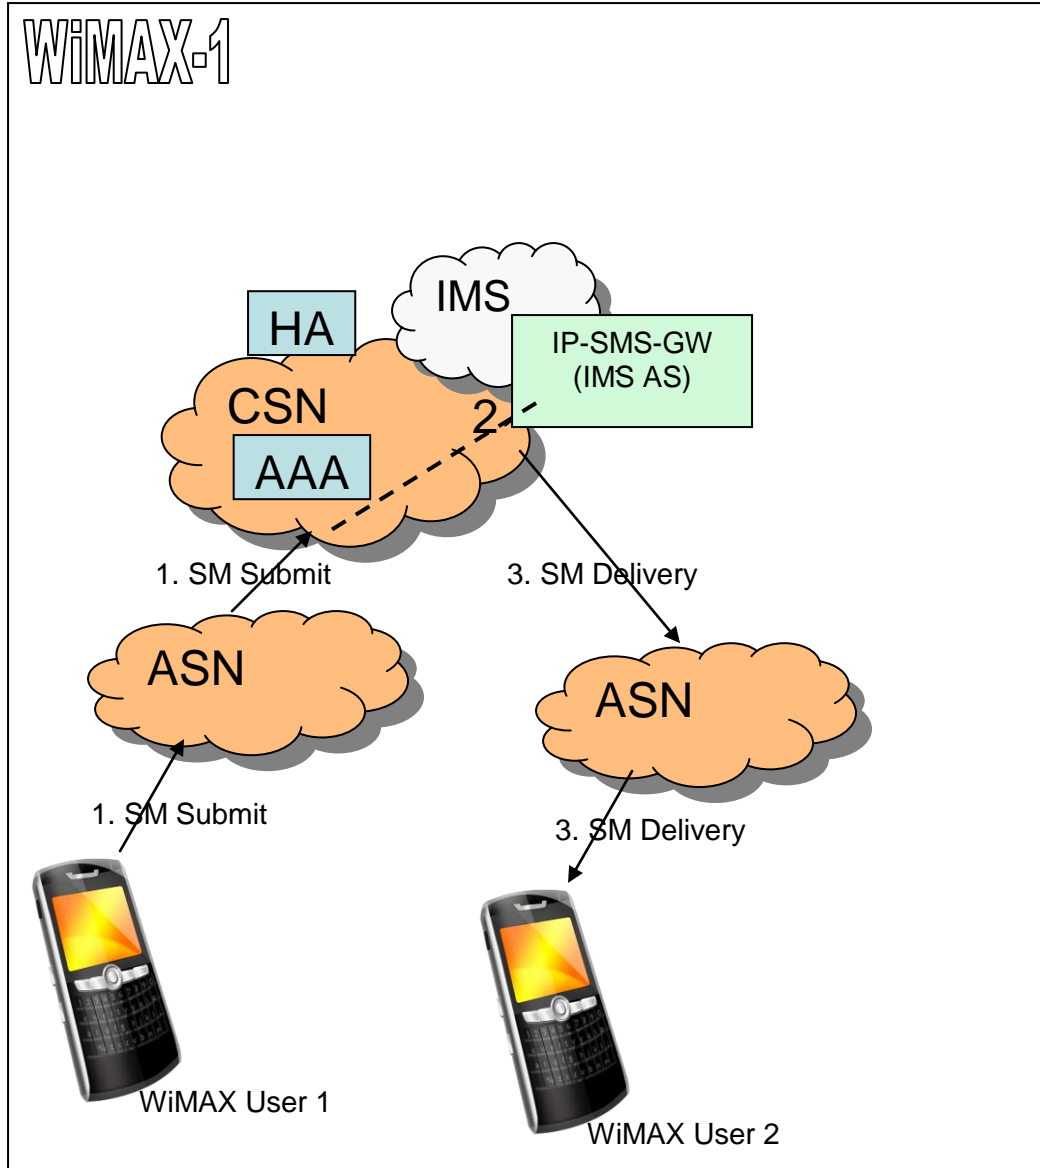 WiMAX-1
IMS
HA
IP-SMS-GW
(IMS AS)
CSN
2
AAA
1. SM Submit
3. SM Delivery
ASN
ASN
1. SM Submit
3. SM Delivery
WiMAX User 1
WiMAX User 2